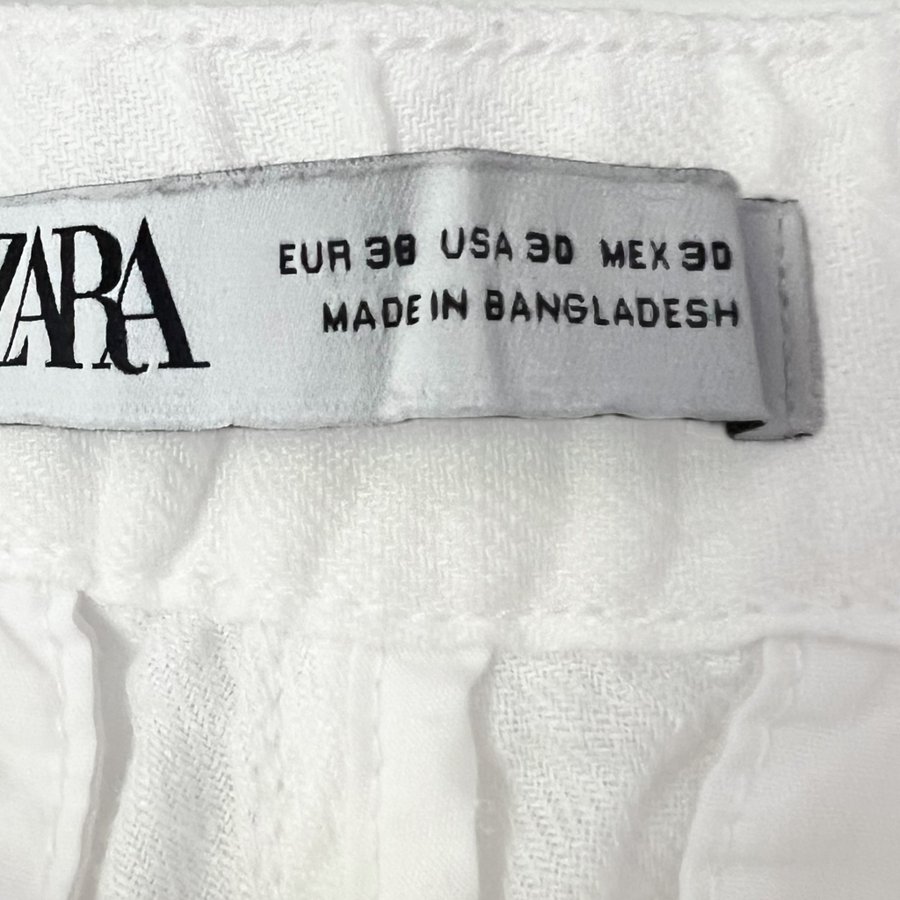 ZARA
EUR 38 USA 30 MEX 30
MADE IN BANGLADESH